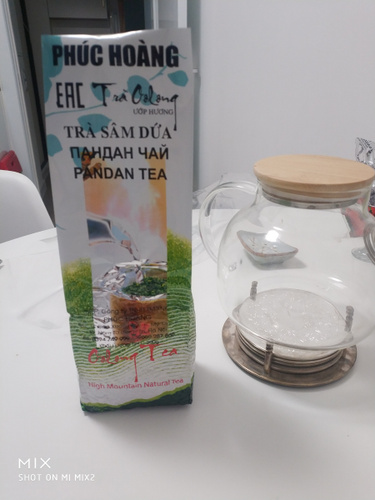 PHÚC HOÀNG
EAC Trà OoLong
ƯỚP HƯƠNG
TRÀ SÂM DỨA
ПАНДАН ЧАЙ
PANDAN TEA
OoLong Tea
High Mountain Natural Tea
MIX
SHOT ON MI MIX2